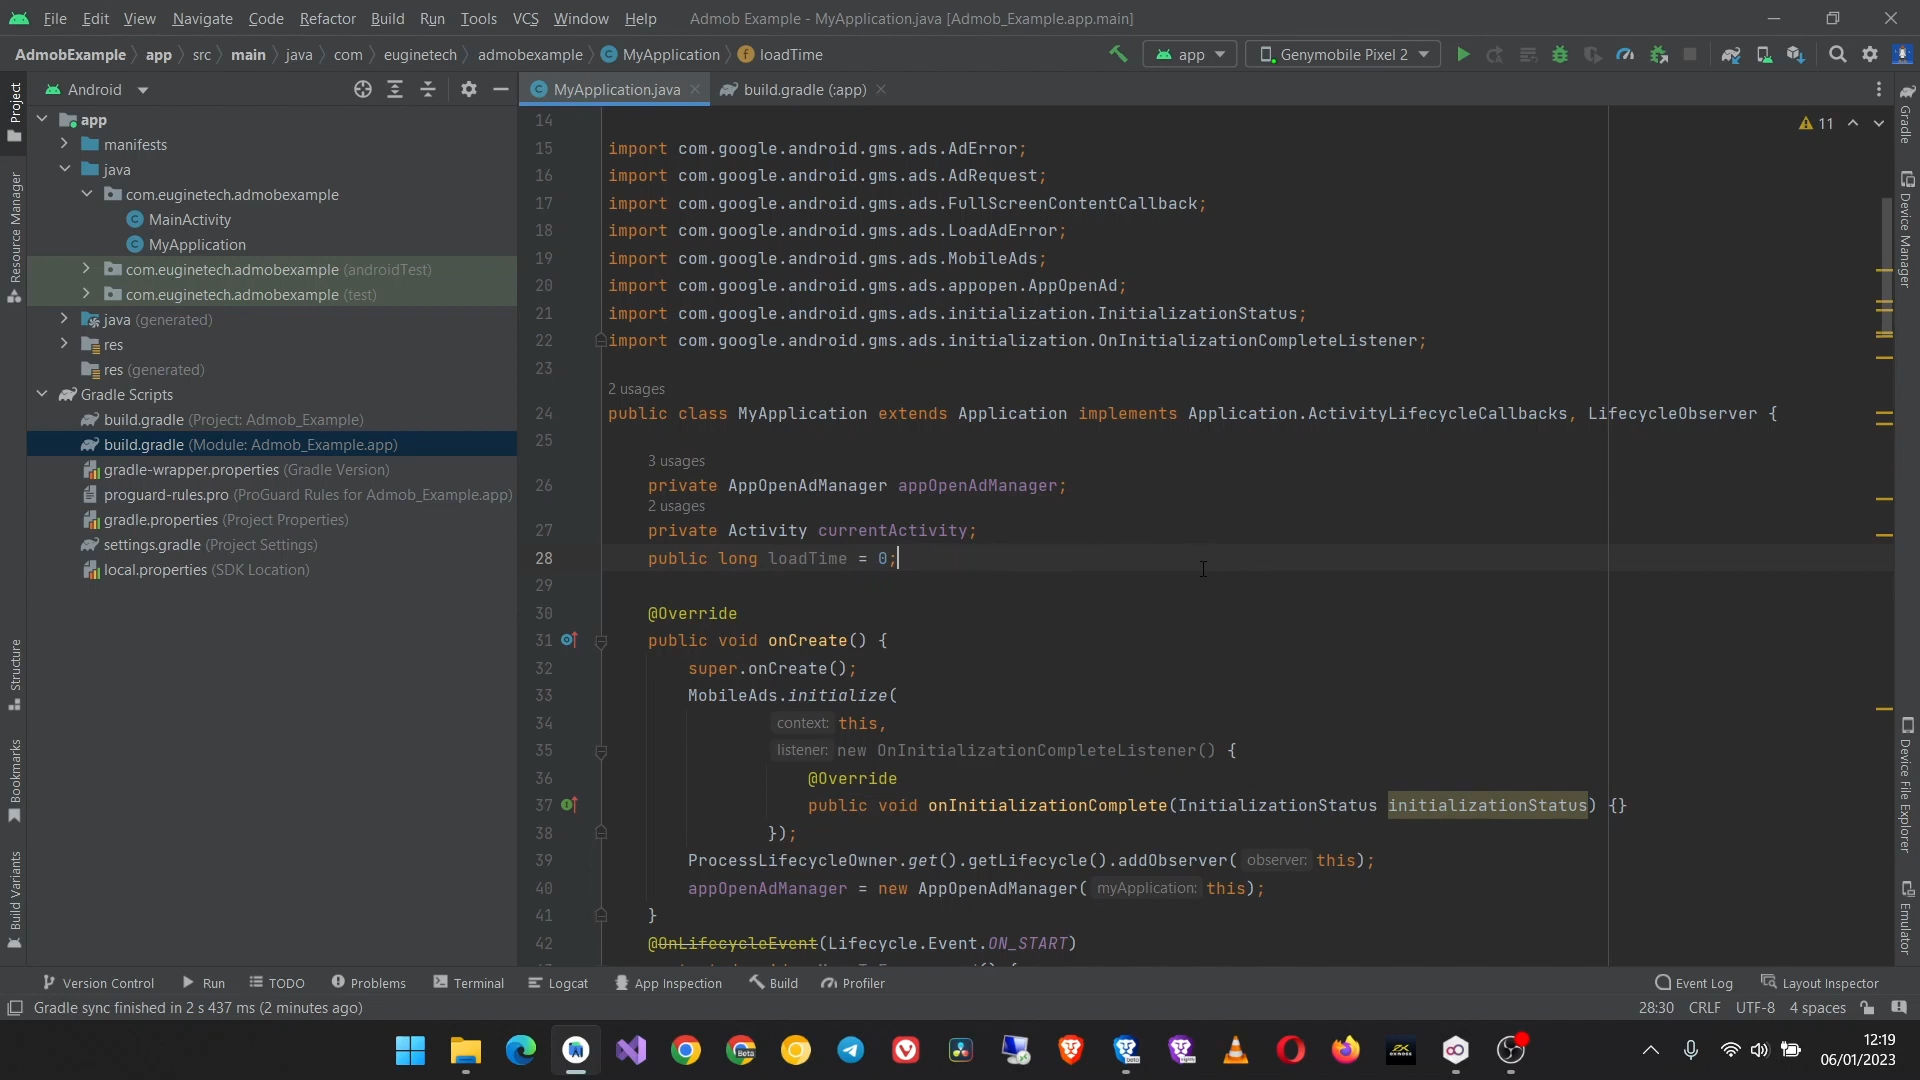 File Edit View Navigate Code Refactor Build Run Tools VCS Window Help Admob Example - MyApplication.java [Admob_Example.app.main]
AdmobExample app src main java com euginetech admobexample MyApplication loadTime app Genymobile Pixel 2
Project
Resource Manager
Structure
Bookmarks
Build Variants
Android
app
manifests
java
com.euginetech.admobexample
MainActivity
MyApplication
com.euginetech.admobexample (androidTest)
com.euginetech.admobexample (test)
java (generated)
res
res (generated)
Gradle Scripts
build.gradle (Project: Admob_Example)
build.gradle (Module: Admob_Example.app)
gradle-wrapper.properties (Gradle Version)
proguard-rules.pro (ProGuard Rules for Admob_Example.app)
gradle.properties (Project Properties)
settings.gradle (Project Settings)
local.properties (SDK Location)
MyApplication.java build.gradle (:app)
11
14
15 import com.google.android.gms.ads.AdError;
16 import com.google.android.gms.ads.AdRequest;
17 import com.google.android.gms.ads.FullScreenContentCallback;
18 import com.google.android.gms.ads.LoadAdError;
19 import com.google.android.gms.ads.MobileAds;
20 import com.google.android.gms.ads.appopen.AppOpenAd;
21 import com.google.android.gms.ads.initialization.InitializationStatus;
22 import com.google.android.gms.ads.initialization.OnInitializationCompleteListener;
23
2 usages
24 public class MyApplication extends Application implements Application.ActivityLifecycleCallbacks, LifecycleObserver {
25
3 usages
26 private AppOpenAdManager appOpenAdManager;
2 usages
27 private Activity currentActivity;
28 public long loadTime = 0;
29
30 @Override
31 public void onCreate() {
32 super.onCreate();
33 MobileAds.initialize(
34 context: this,
35 listener: new OnInitializationCompleteListener() {
36 @Override
37 public void onInitializationComplete(InitializationStatus initializationStatus) {}
38 });
39 ProcessLifecycleOwner.get().getLifecycle().addObserver( observer: this);
40 appOpenAdManager = new AppOpenAdManager( myApplication: this);
41 }
42 @OnLifecycleEvent(Lifecycle.Event.ON_START)
Gradle
Device Manager
Device File Explorer
Emulator
Version Control Run TODO Problems Terminal Logcat App Inspection Build Profiler Event Log Layout Inspector
Gradle sync finished in 2 s 437 ms (2 minutes ago) 28:30 CRLF UTF-8 4 spaces
Beta
12:19
06/01/2023